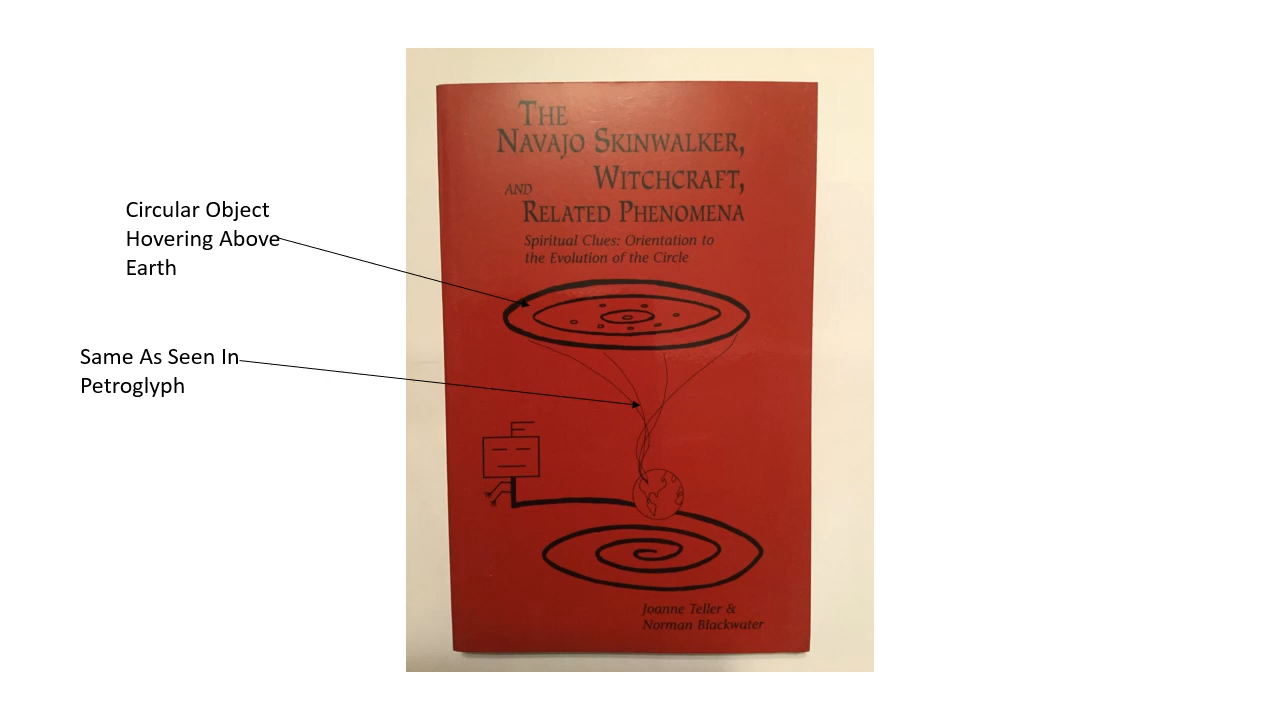 Circular Object
Hovering Above
Earth
Same As Seen In
Petroglyph
THE
NAVAJO SKINWALKER,
WITCHCRAFT,
AND
RELATED PHENOMENA
Spiritual Clues: Orientation to
the Evolution of the Circle
Joanne Teller &
Norman Blackwater